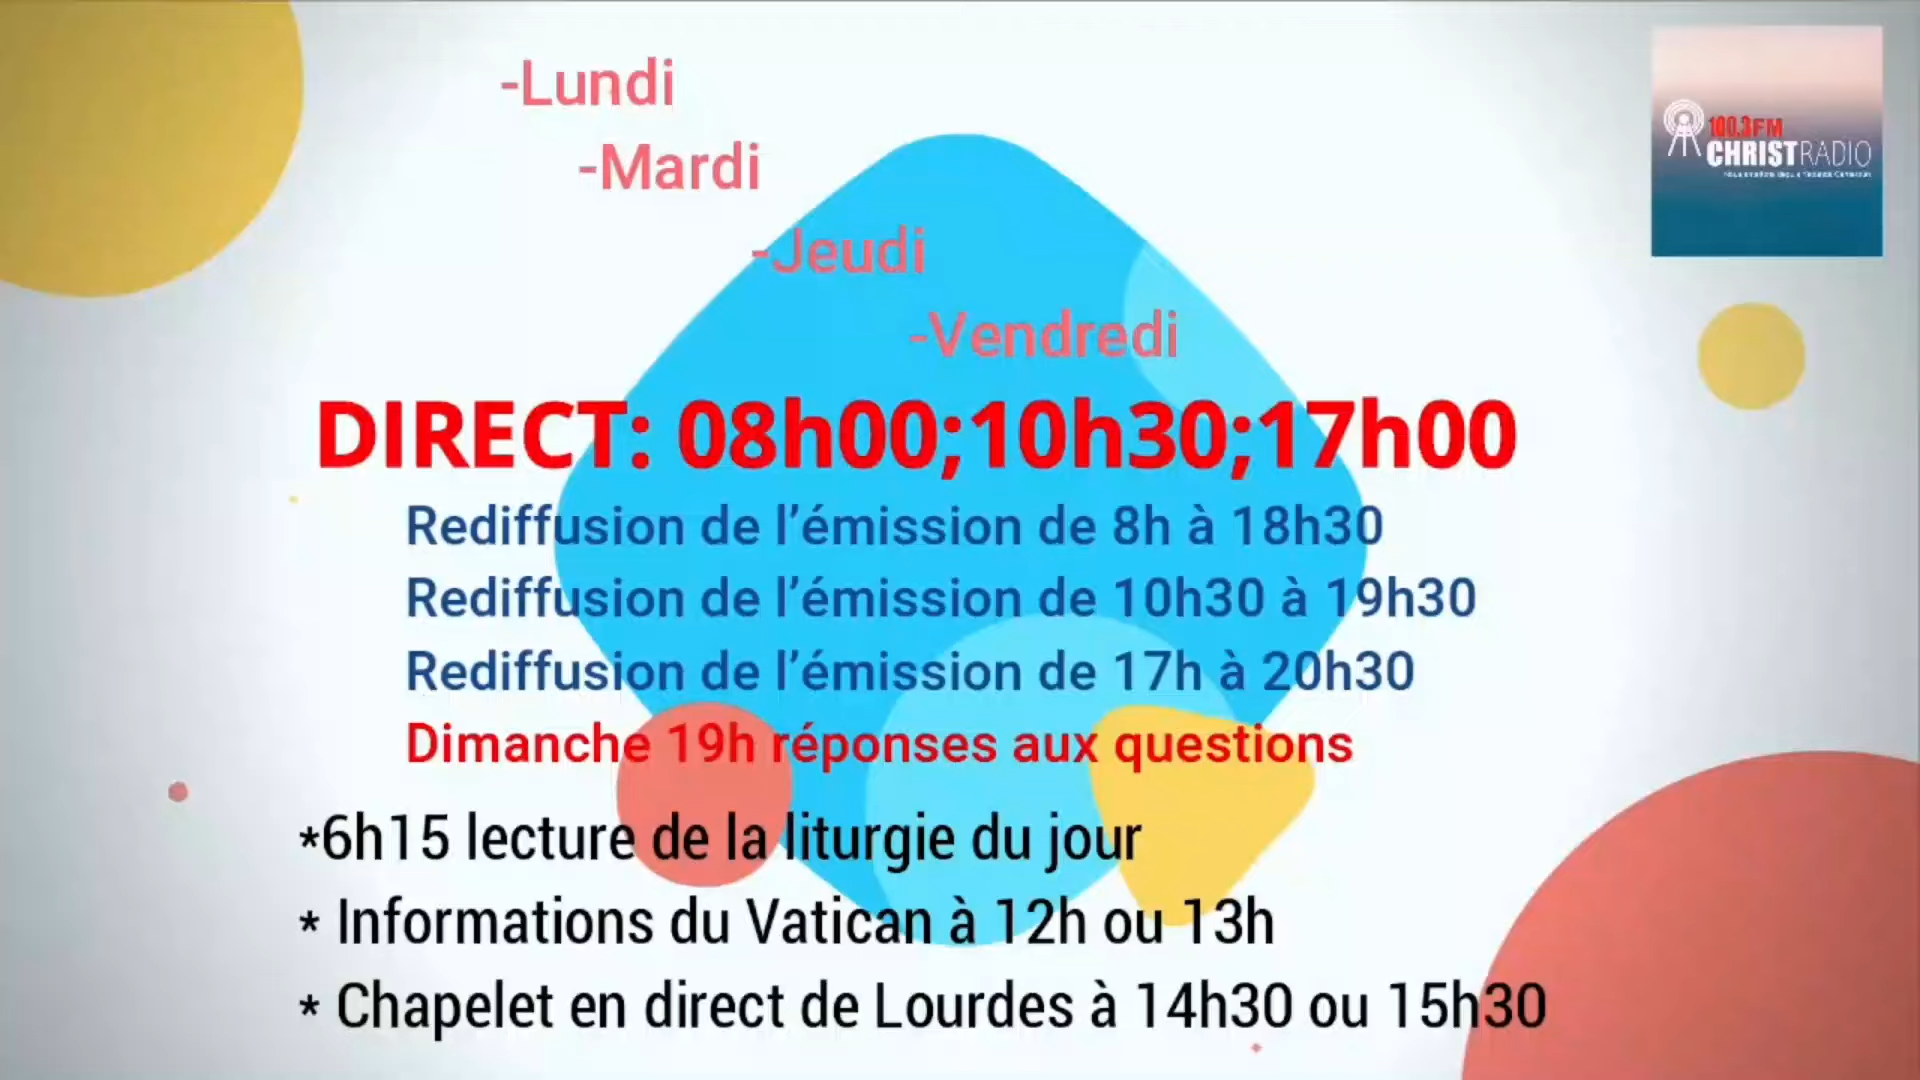 -Lundi
-Mardi
-Jeudi
-Vendredi
DIRECT: 08h00;10h30;17h00
Rediffusion de l’émission de 8h à 18h30
Rediffusion de l’émission de 10h30 à 19h30
Rediffusion de l’émission de 17h à 20h30
Dimanche 19h réponses aux questions
*6h15 lecture de la liturgie du jour
* Informations du Vatican à 12h ou 13h
* Chapelet en direct de Lourdes à 14h30 ou 15h30
100,3FM
CHRISTRADIO